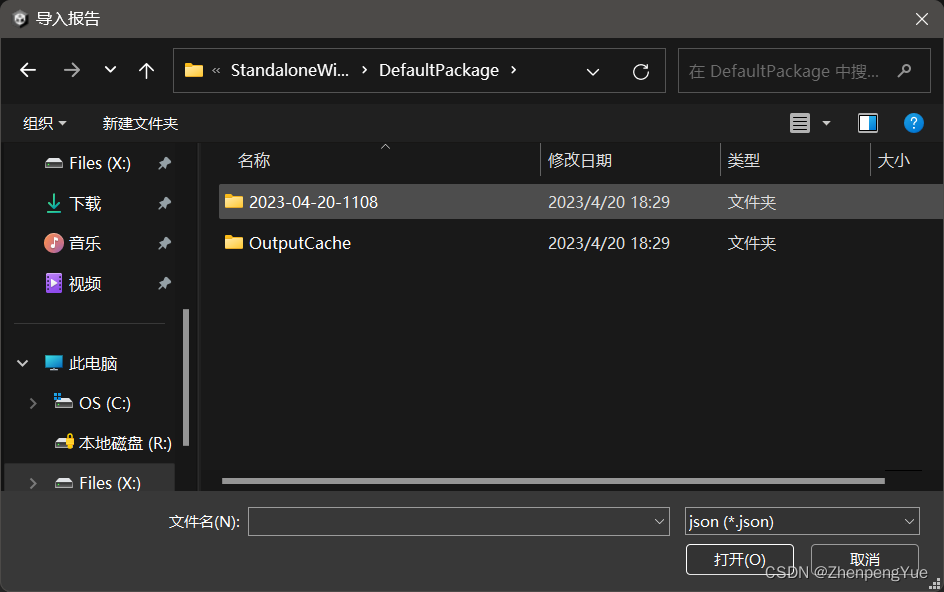 导入报告
« StandaloneWi... › DefaultPackage ›
在 DefaultPackage 中搜...
组织 新建文件夹
Files (X:)
下载
音乐
视频
此电脑
OS (C:)
本地磁盘 (R:)
Files (X:)
名称 修改日期 类型 大小
2023-04-20-1108 2023/4/20 18:29 文件夹
OutputCache 2023/4/20 18:29 文件夹
文件名(N): json (*.json)
打开(O) 取消
CSDN @ZhenpengYue